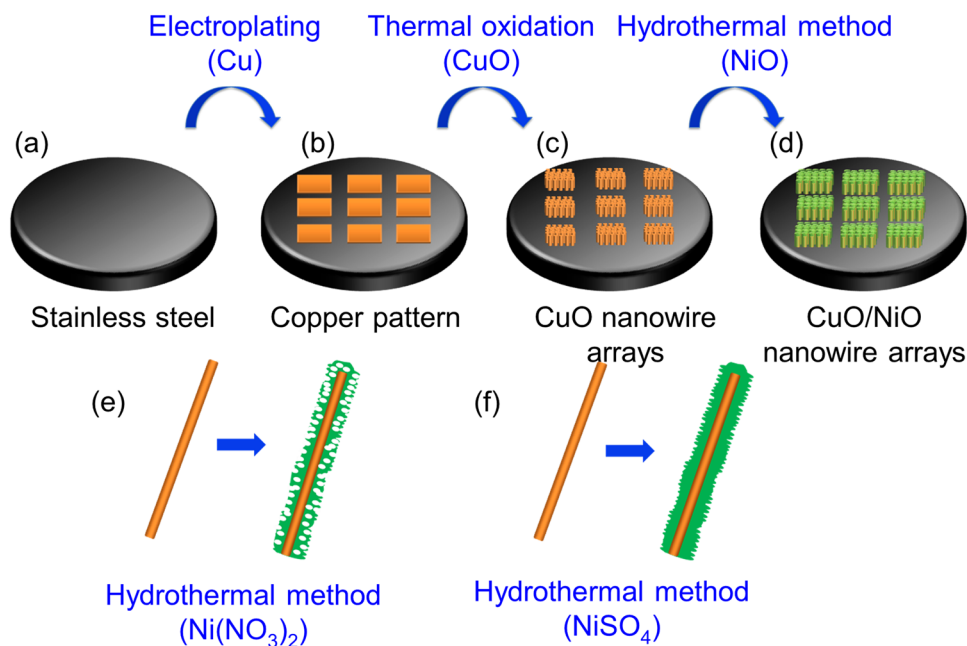 Electroplating
(Cu)
Thermal oxidation
(CuO)
Hydrothermal method
(NiO)
(a)
(b)
(c)
(d)
Stainless steel
Copper pattern
CuO nanowire
arrays
CuO/NiO
nanowire arrays
(e)
(f)
Hydrothermal method
(Ni(NO₃)₂)
Hydrothermal method
(NiSO₄)